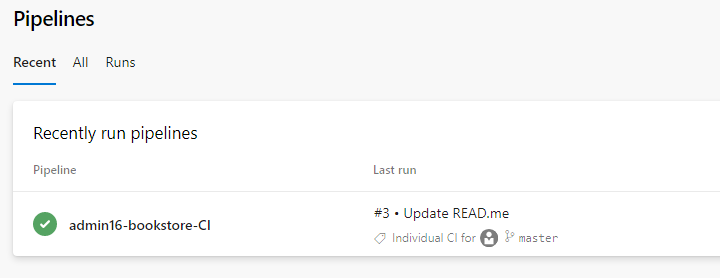 Pipelines
Recent All Runs
Recently run pipelines
Pipeline Last run
admin16-bookstore-CI #3 • Update READ.me
Individual CI for master